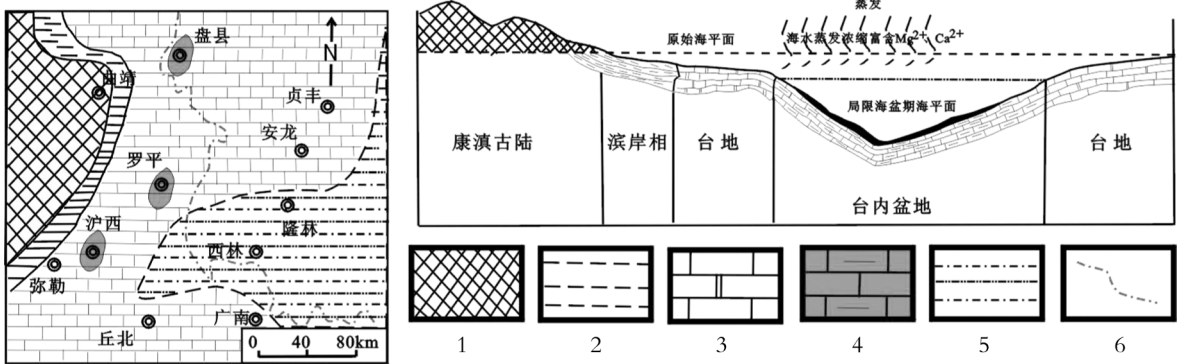 盘县
N
曲靖
贞丰
安龙
罗平
泸西
隆林
西林
弥勒
广南
丘北
0 40 80km
蒸发
原始海平面
海水蒸发浓缩富含Mg²⁺、Ca²⁺
局限海盆期海平面
康滇古陆
滨岸相
台地
台地
台内盆地
1 2 3 4 5 6